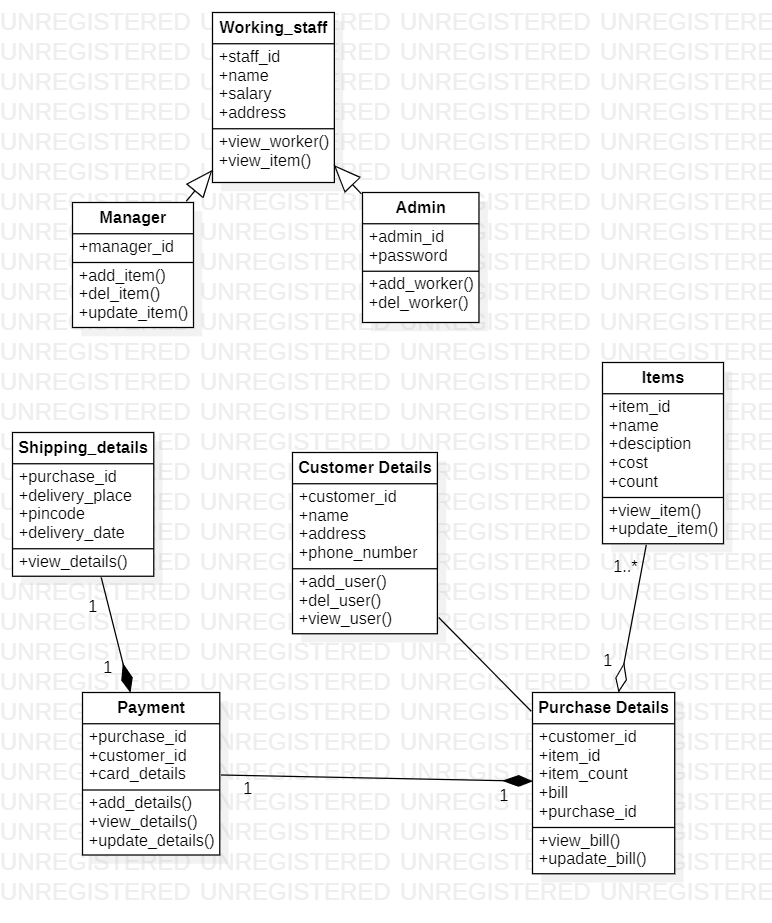 Working_staff
+staff_id
+name
+salary
+address
+view_worker()
+view_item()
Manager
+manager_id
+add_item()
+del_item()
+update_item()
Admin
+admin_id
+password
+add_worker()
+del_worker()
Items
+item_id
+name
+desciption
+cost
+count
+view_item()
+update_item()
Shipping_details
+purchase_id
+delivery_place
+pincode
+delivery_date
+view_details()
Customer Details
+customer_id
+name
+address
+phone_number
+add_user()
+del_user()
+view_user()
1..*
1
1
1
Payment
+purchase_id
+customer_id
+card_details
+add_details()
+view_details()
+update_details()
1
1
Purchase Details
+customer_id
+item_id
+item_count
+bill
+purchase_id
+view_bill()
+upadate_bill()
UNREGISTERED